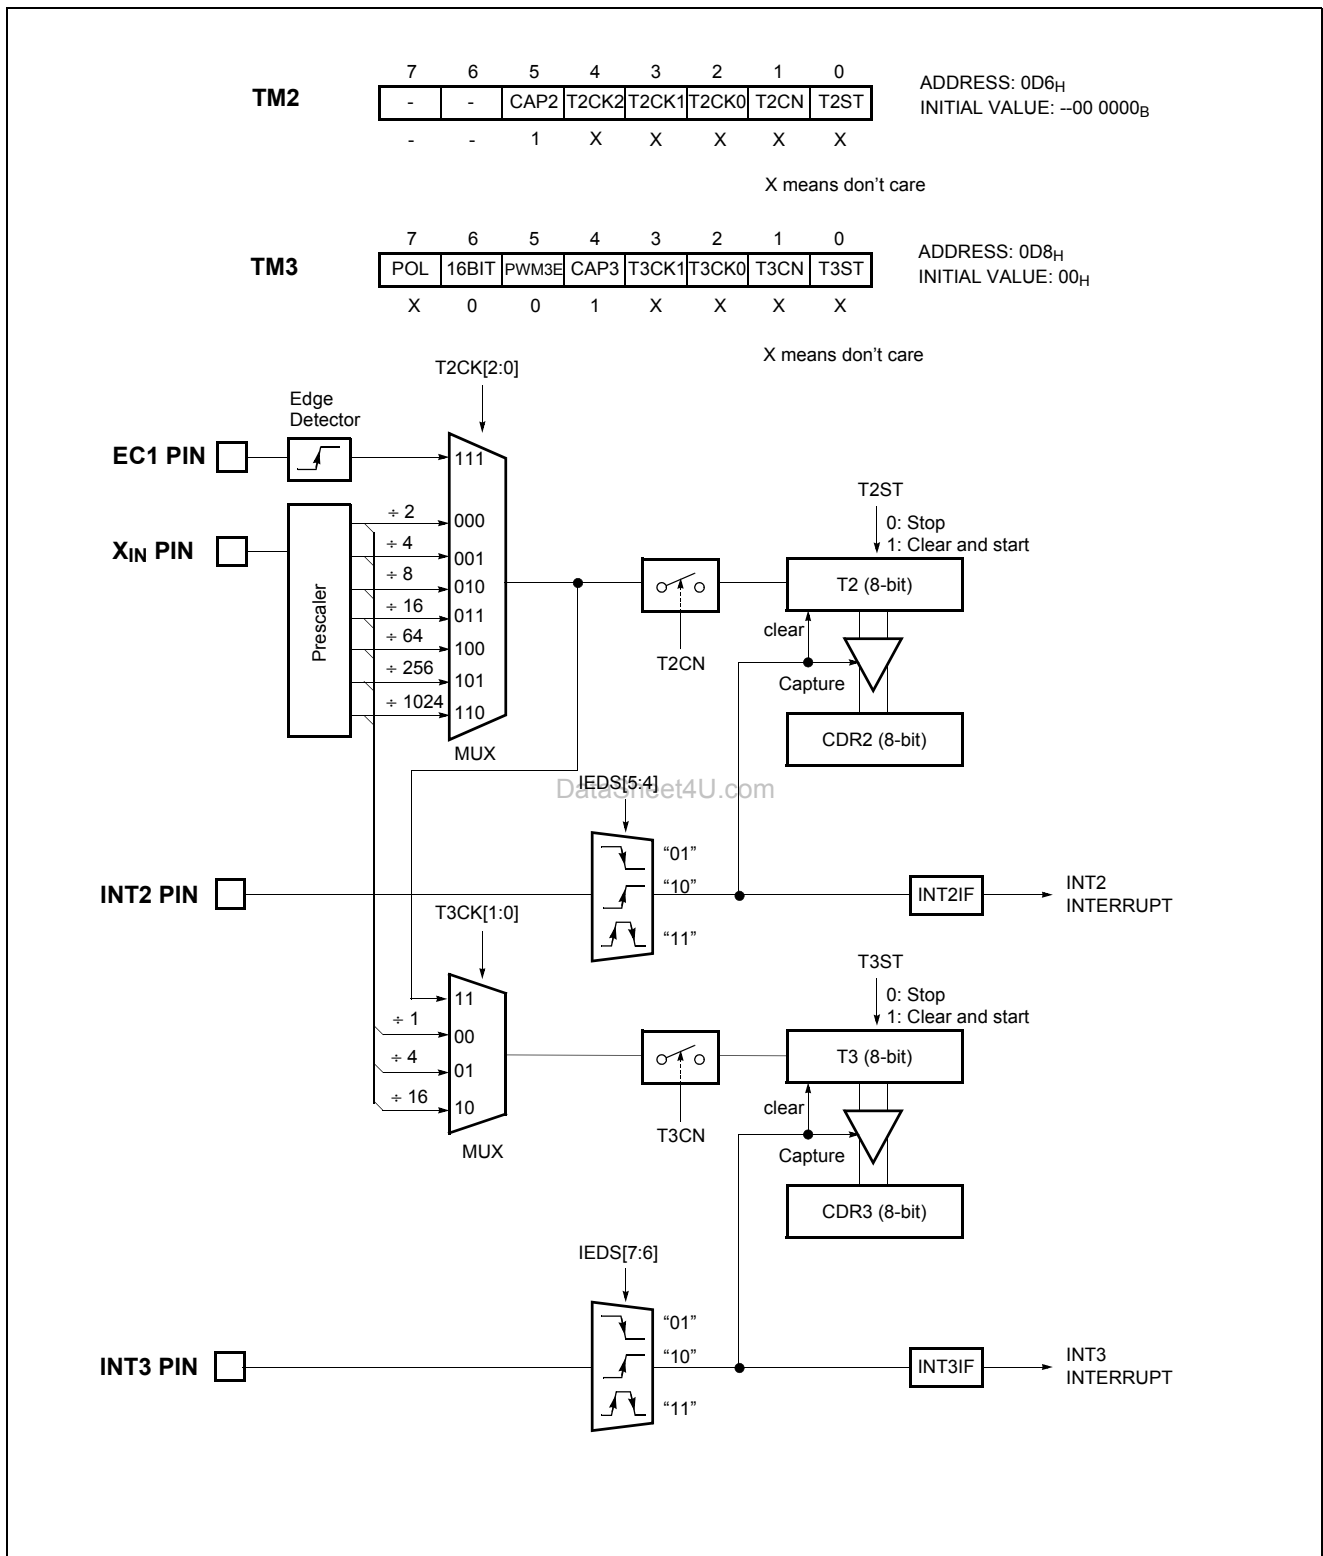 7 6 5 4 3 2 1 0
TM2
- - CAP2 T2CK2 T2CK1 T2CK0 T2CN T2ST
ADDRESS: 0D6H
INITIAL VALUE: --00 0000B
- - 1 X X X X X
X means don’t care
7 6 5 4 3 2 1 0
TM3
POL 16BIT PWM3E CAP3 T3CK1 T3CK0 T3CN T3ST
ADDRESS: 0D8H
INITIAL VALUE: 00H
X 0 0 1 X X X X
X means don’t care
T2CK[2:0]
Edge
Detector
EC1 PIN
111
T2ST
0: Stop
1: Clear and start
XIN PIN
Prescaler
÷ 2
000
÷ 4
001
÷ 8
010
÷ 16
011
÷ 64
100
÷ 256
101
÷ 1024
110
MUX
T2CN
T2 (8-bit)
clear
Capture
CDR2 (8-bit)
DataSheet4U.com
IEDS[5:4]
“01”
“10”
“11”
INT2 PIN
INT2IF
INT2
INTERRUPT
T3CK[1:0]
11
÷ 1
00
÷ 4
01
÷ 16
10
MUX
T3CN
T3ST
0: Stop
1: Clear and start
T3 (8-bit)
clear
Capture
CDR3 (8-bit)
IEDS[7:6]
“01”
“10”
“11”
INT3 PIN
INT3IF
INT3
INTERRUPT